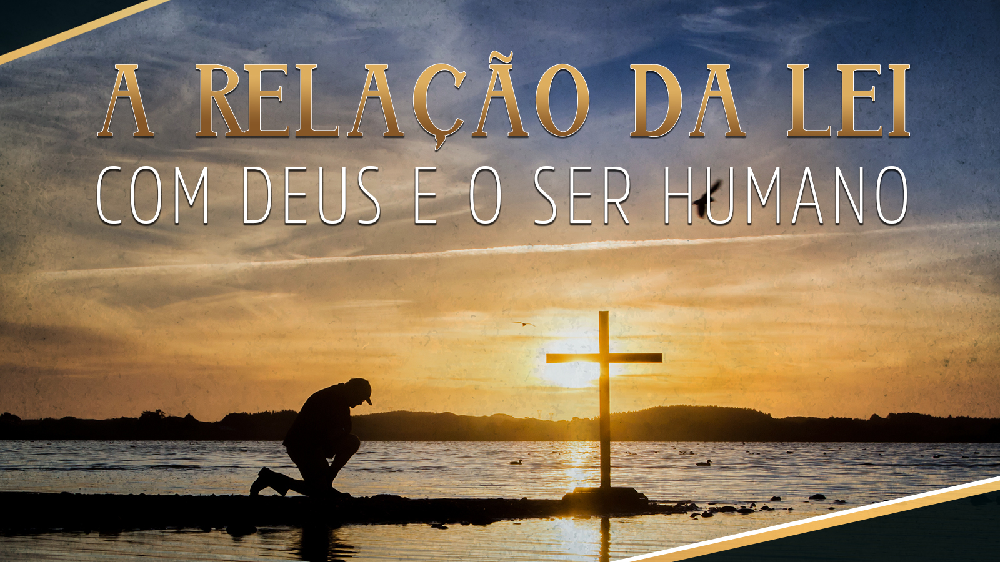 A RELAÇÃO DA LEI
COM DEUS E O SER HUMANO